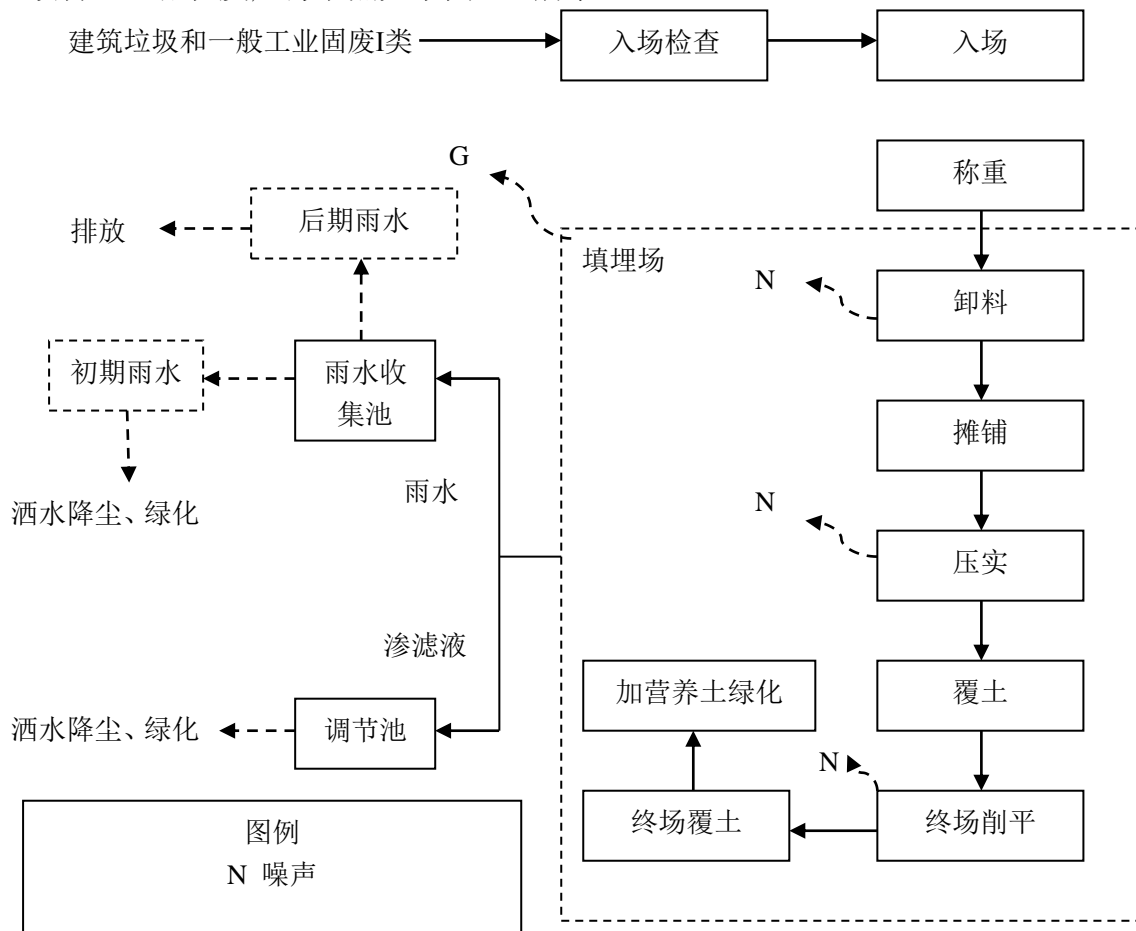 建筑垃圾和一般工业固废I类
入场检查
入场
称重
G
后期雨水
排放
填埋场
N
卸料
初期雨水
雨水收
集池
摊铺
洒水降尘、绿化
雨水
N
压实
渗滤液
加营养土绿化
覆土
洒水降尘、绿化
调节池
N
终场覆土
终场削平
图例
N 噪声